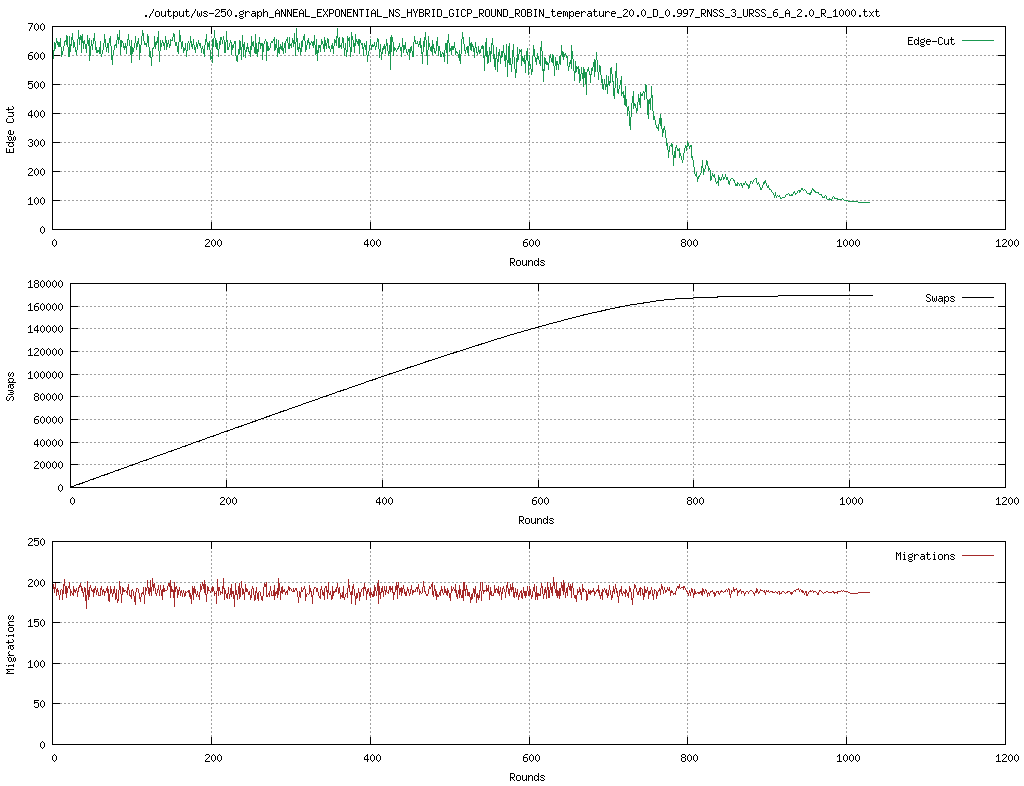 ./output/ws-250.graph_ANNEAL_EXPONENTIAL_NS_HYBRID_GICP_ROUND_ROBIN_temperature_20.0_D_0.997_RNSS_3_URSS_6_A_2.0_R_1000.txt
700
600
500
400
300
200
100
0
Edge Cut
Edge-Cut
0 200 400 600 800 1000 1200
Rounds
180000
160000
140000
120000
100000
80000
60000
40000
20000
0
Swaps
Swaps
0 200 400 600 800 1000 1200
Rounds
250
200
150
100
50
0
Migrations
Migrations
0 200 400 600 800 1000 1200
Rounds